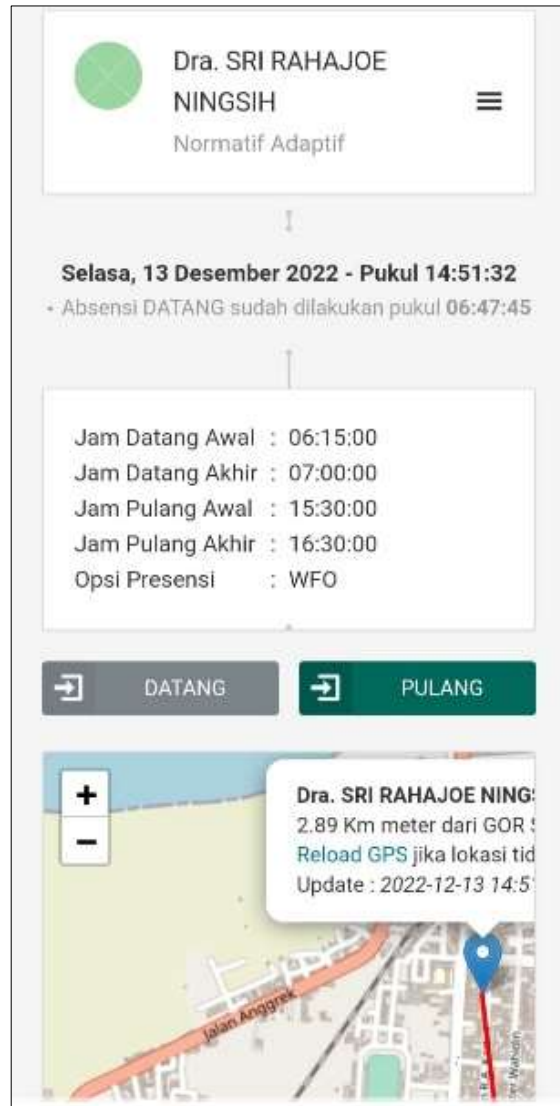 Dra. SRI RAHAJOE
NINGSIH
Normatif Adaptif
Selasa, 13 Desember 2022 - Pukul 14:51:32
• Absensi DATANG sudah dilakukan pukul 06:47:45
Jam Datang Awal : 06:15:00
Jam Datang Akhir : 07:00:00
Jam Pulang Awal : 15:30:00
Jam Pulang Akhir : 16:30:00
Opsi Presensi : WFO
DATANG
PULANG
+
−
Dra. SRI RAHAJOE NING
2.89 Km meter dari GOR
Reload GPS jika lokasi tid
Update : 2022-12-13 14:5
Jalan Anggrek
Wahidin